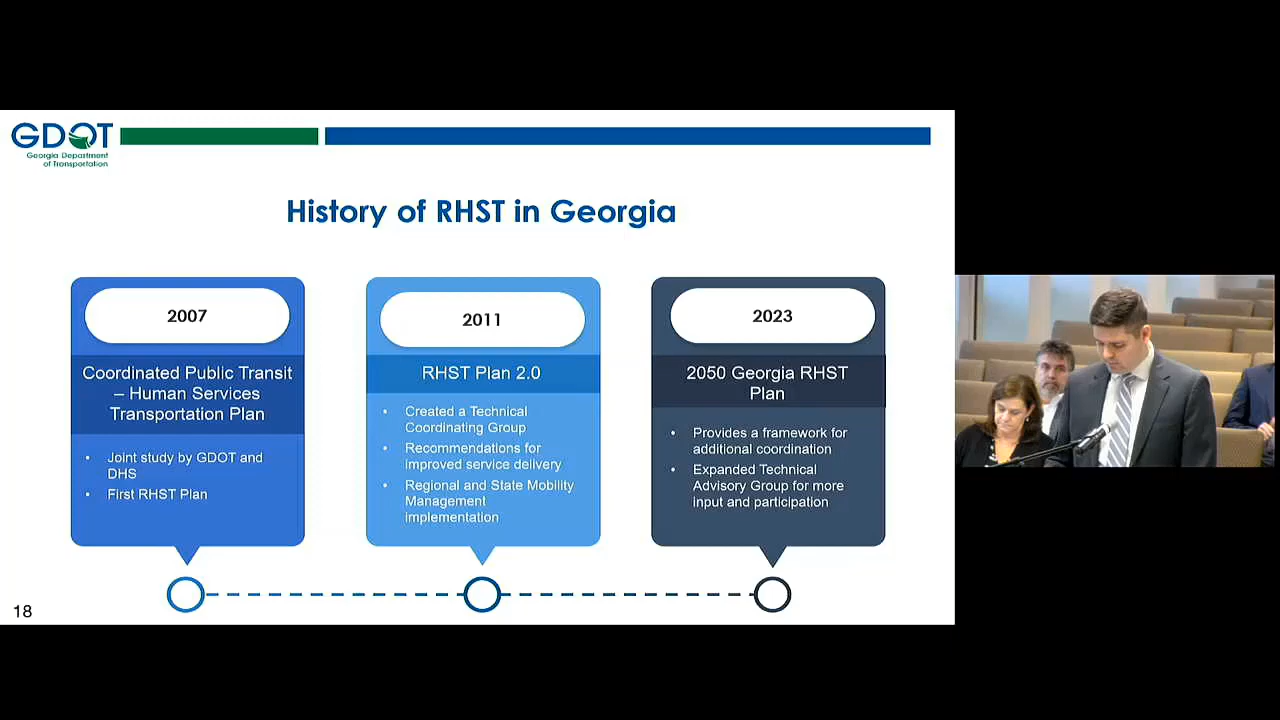 GDOT
Georgia Department
of Transportation
History of RHST in Georgia
2007
Coordinated Public Transit
– Human Services
Transportation Plan
• Joint study by GDOT and
DHS
• First RHST Plan
2011
RHST Plan 2.0
• Created a Technical
Coordinating Group
• Recommendations for
improved service delivery
• Regional and State Mobility
Management
implementation
2023
2050 Georgia RHST
Plan
• Provides a framework for
additional coordination
• Expanded Technical
Advisory Group for more
input and participation
18